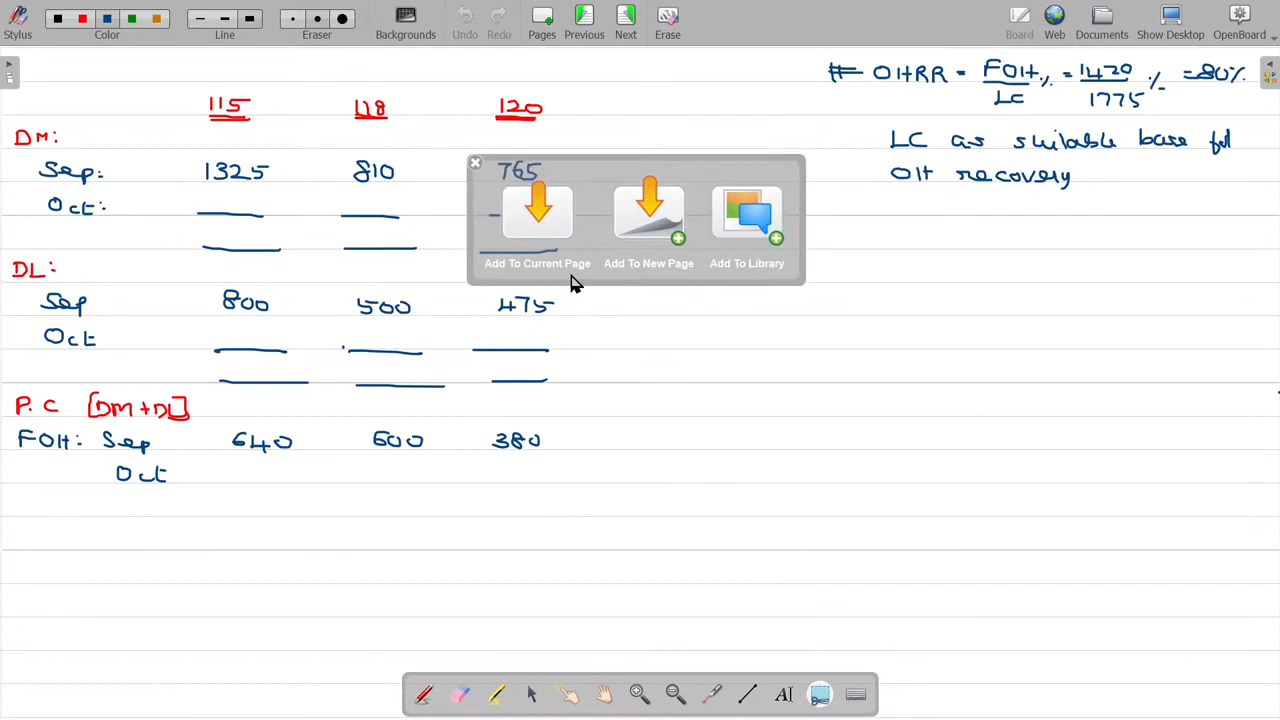 Stylus Color Line Eraser Backgrounds Undo Redo Pages Previous Next Erase Board Web Documents Show Desktop OpenBoard
# OHRR = FOH/LC % = 1420/1775 % = 80%
LC as suilable base ful
OH recovery
115 118 120
DM:
Sep: 1325 810 765
Oct:
Add To Current Page Add To New Page Add To Library
DL:
Sep 800 500 475
Oct
P.C [DM+DL]
FOH: Sep 640 600 380
Oct